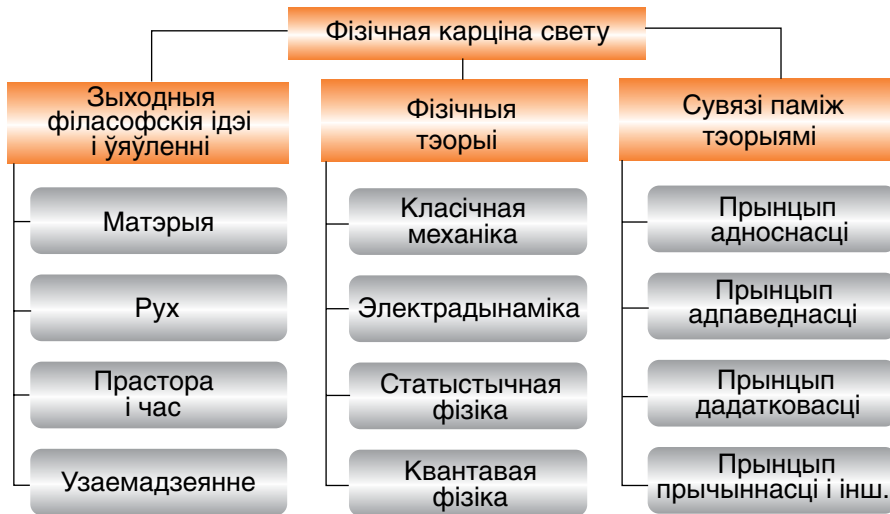 Фізічная карціна свету
Зыходныя
філасофскія ідэі
і ўяўленні
Матэрыя
Рух
Прастора
і час
Узаемадзеянне
Фізічныя
тэорыі
Класічная
механіка
Электрадынаміка
Статыстычная
фізіка
Квантавая
фізіка
Сувязі паміж
тэорыямі
Прынцып
адноснасці
Прынцып
адпаведнасці
Прынцып
дадатковасці
Прынцып
прычыннасці і інш.